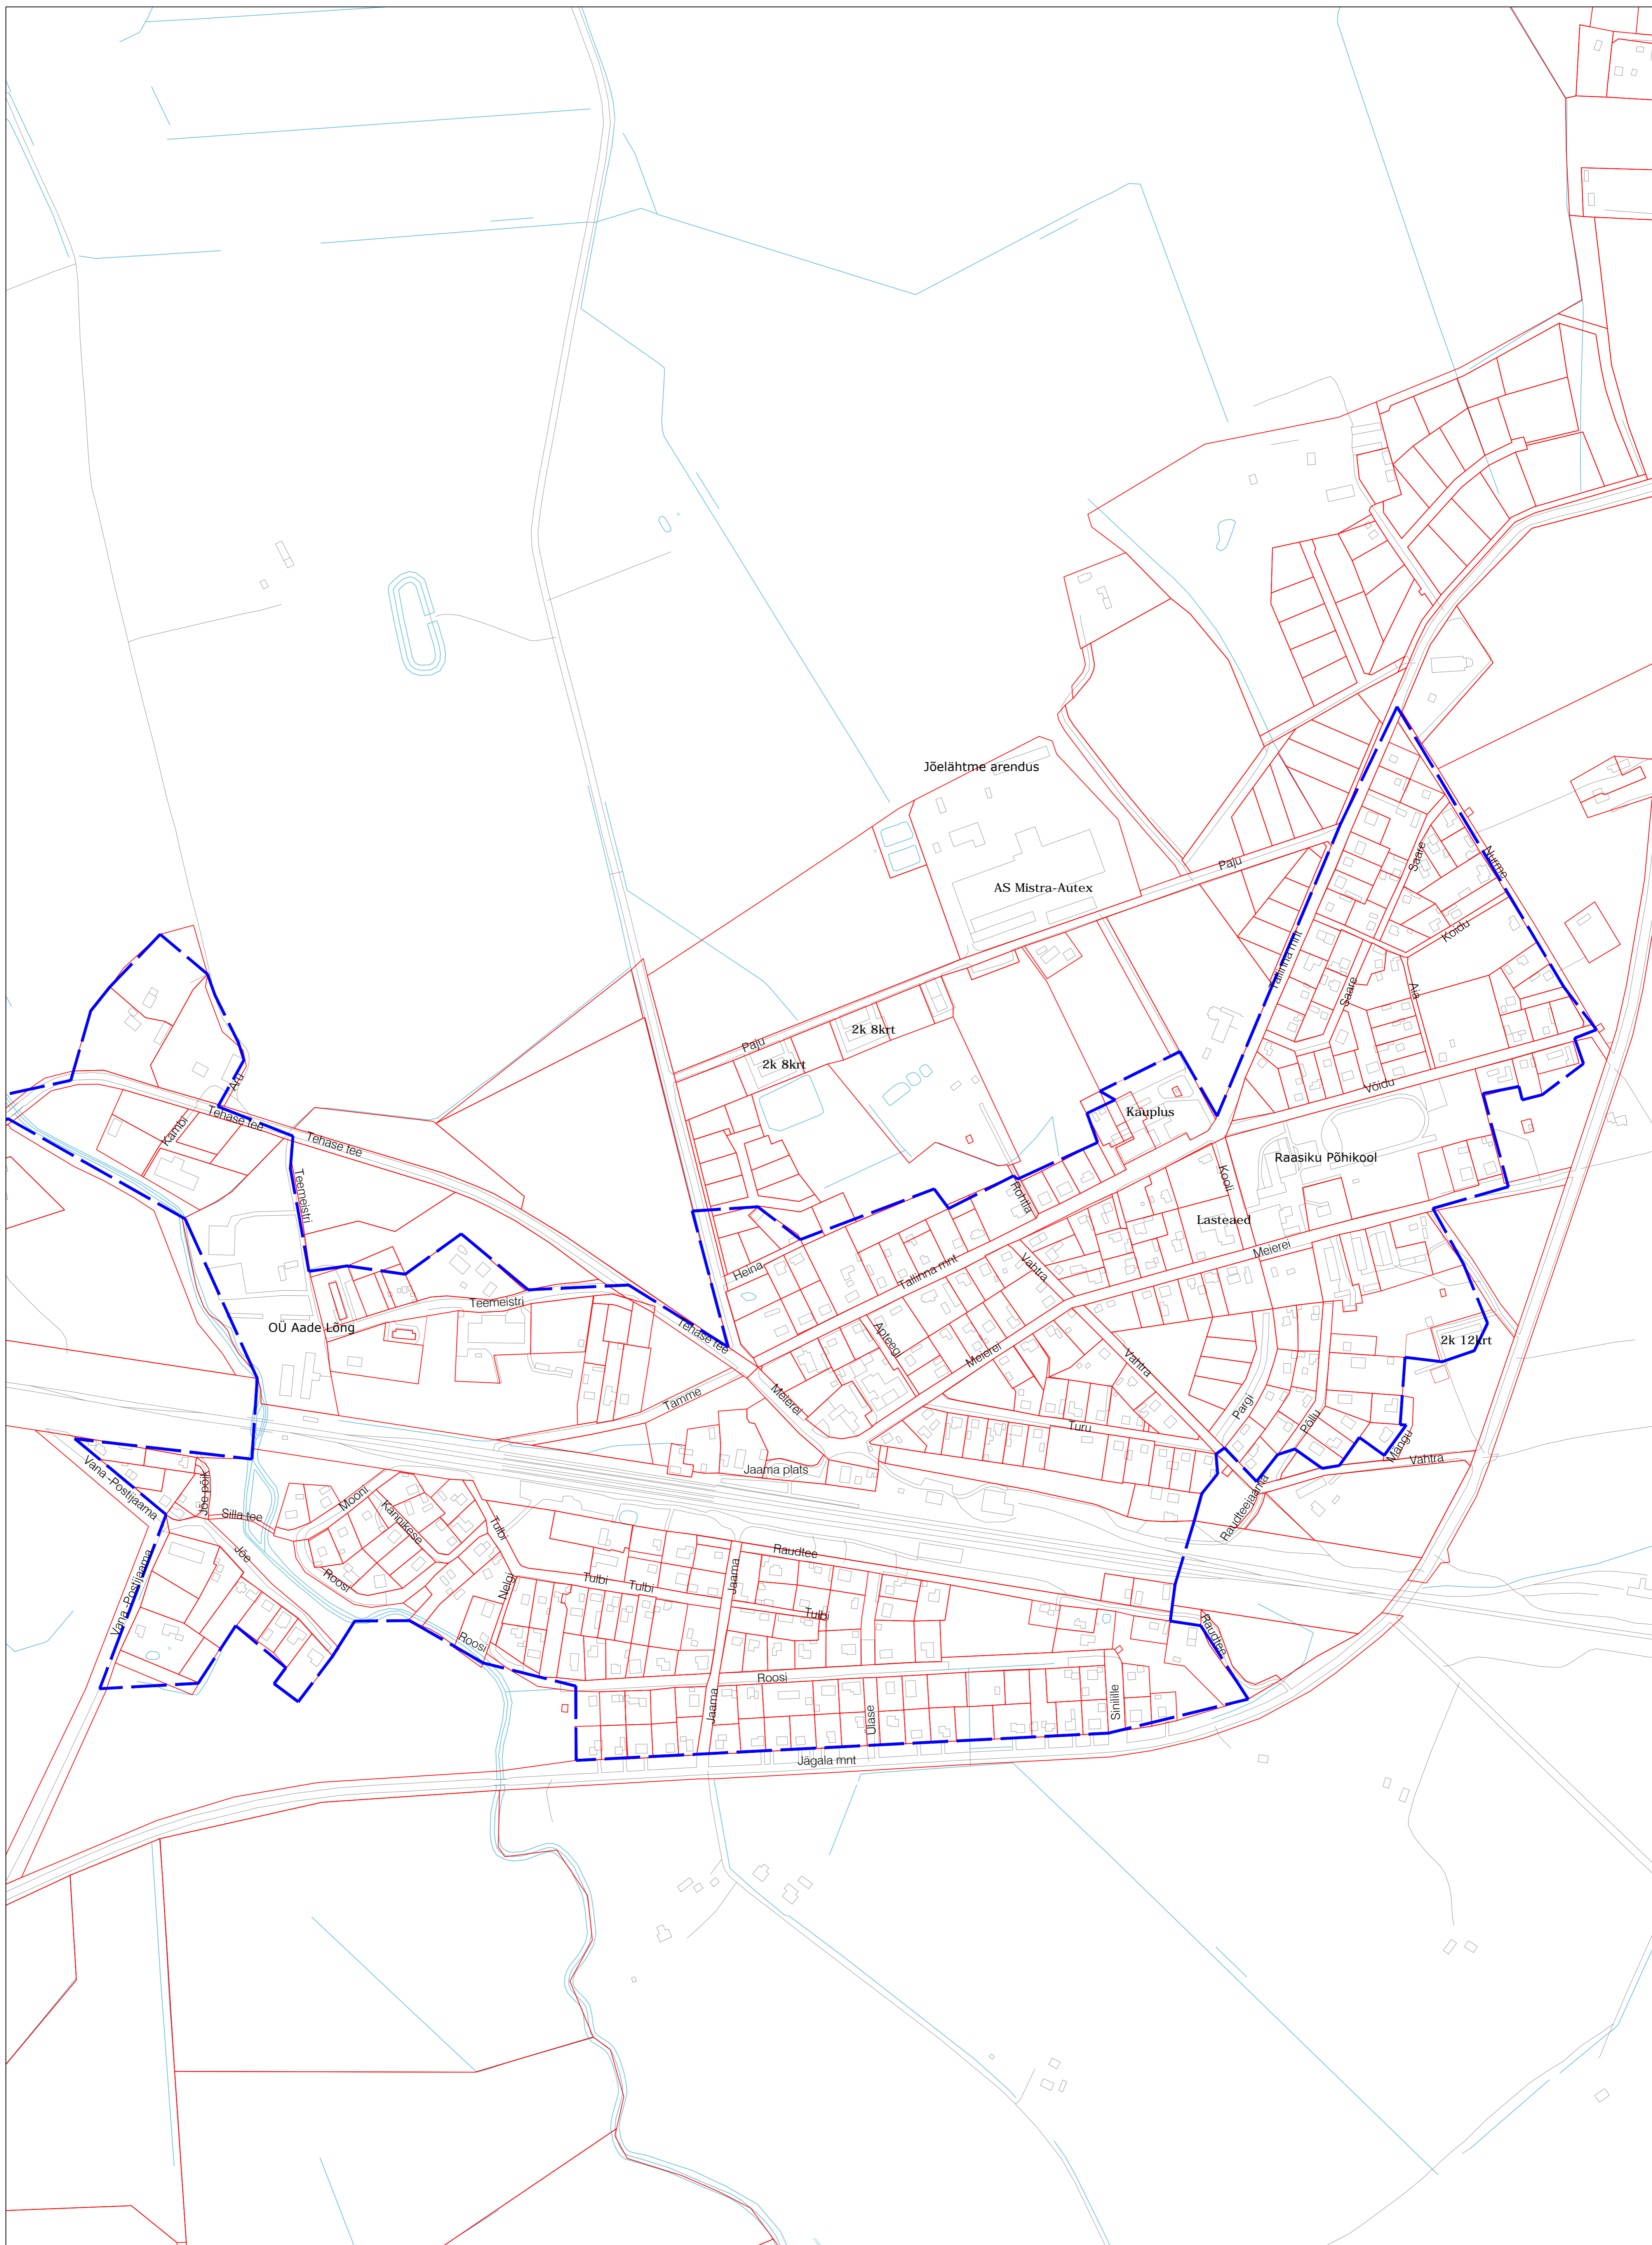 Jõelähtme arendus
Paju
Saare
Nurme
AS Mistra-Autex
Koidu
Tallinna mnt
Saare
Aia
2k 8krt
Paju
2k 8krt
Aru
Võidu
Tehase tee
Kauplus
Kambi
Tehase tee
Raasiku Põhikool
Kooli
Teemeistri
Rohtla
Lasteaed
Meierei
Heina
Tallinna mnt
Vahtra
Teemeistri
OÜ Aade Lõng
Tehase tee
Apteegi
2k 12krt
Meierei
Vahtra
Tamme
Meierei
Pargi
Põllu
Turu
Mängu
Vahtra
Jaama plats
Vana -Postijaama
Jõe põik
Raudteejaama
Mooni
Silla tee
Kannikese
Tulbi
Jõe
Raudtee
Vana -Postijaama
Roosi
Jaama
Nelgi
Tulbi
Tulbi
Tulbi
Raudtee
Roosi
Roosi
Jaama
Ülase
Sinilille
Jägala mnt